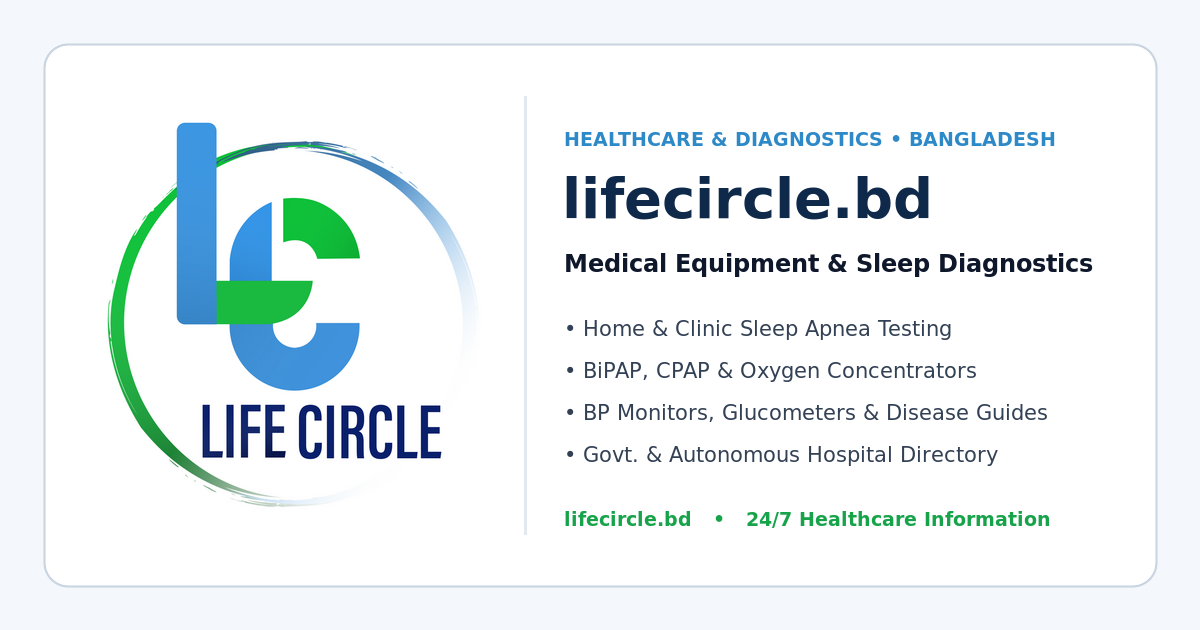 LC
LIFE CIRCLE
HEALTHCARE & DIAGNOSTICS • BANGLADESH
lifecircle.bd
Medical Equipment & Sleep Diagnostics
• Home & Clinic Sleep Apnea Testing
• BiPAP, CPAP & Oxygen Concentrators
• BP Monitors, Glucometers & Disease Guides
• Govt. & Autonomous Hospital Directory
lifecircle.bd • 24/7 Healthcare Information